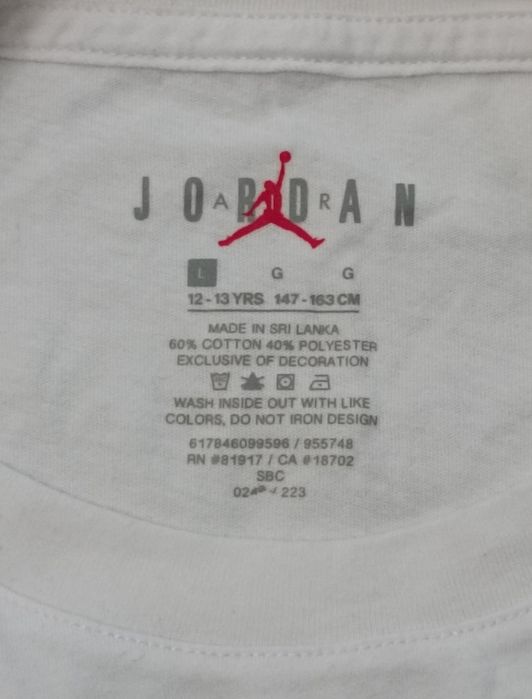 JORDAN
A R
L G G
12-13 YRS 147-163 CM
MADE IN SRI LANKA
60% COTTON 40% POLYESTER
EXCLUSIVE OF DECORATION
WASH INSIDE OUT WITH LIKE
COLORS, DO NOT IRON DESIGN
617846099596 / 955748
RN #81917 / CA #18702
SBC
/ 223